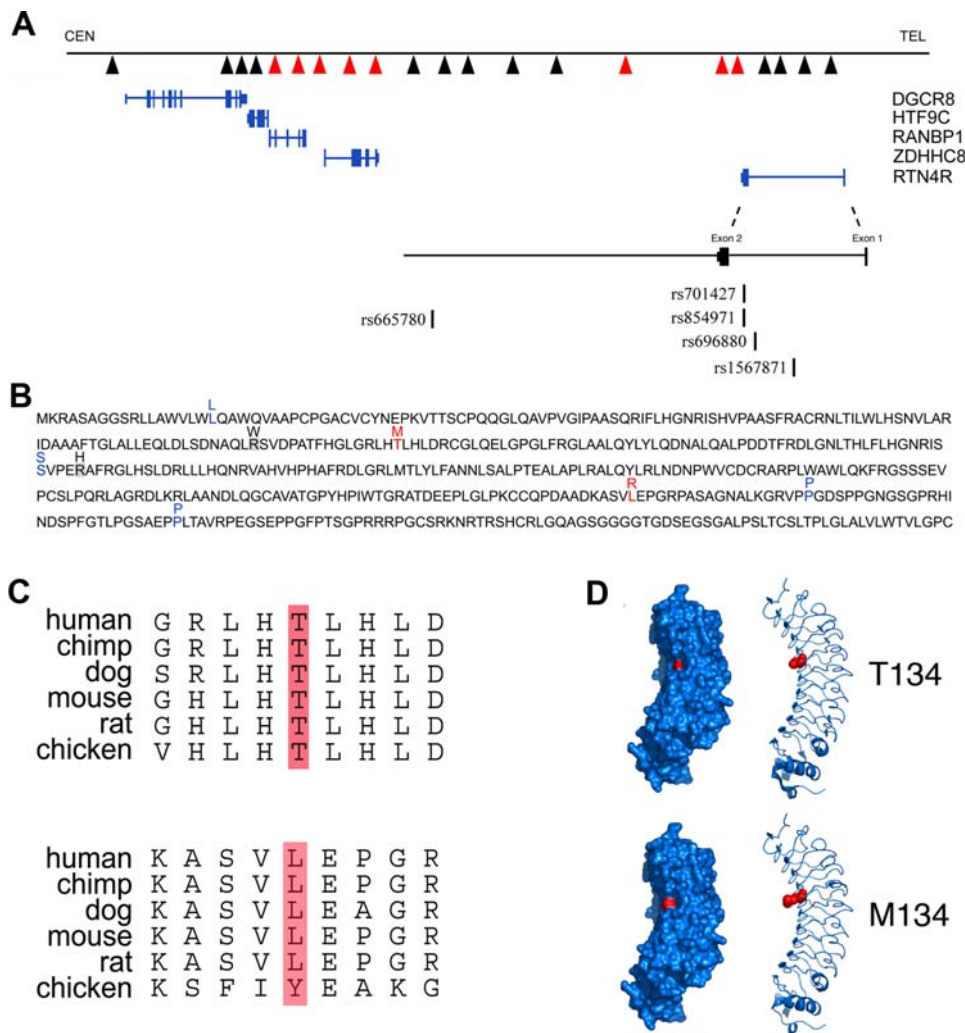 A
CEN TEL
DGCR8
HTF9C
RANBP1
ZDHHC8
RTN4R
Exon 2 Exon 1
rs701427
rs665780 rs854971
rs696880
rs1567871
B
L
MKRASAGGSRLLAWVLWLQAWQVAAPCPGACVCYNEPKVTTSCPQQGLQAVPVGIPAASQRIFLHGNRISHVPAASFRACRNLTILWLHSNVLAR
W M
IDAAAFTGLALLEQLDLSDNAQLRSVDPATFHGLGRLHTLHLDRCGLQELGPGLFRGLAALQYLYLQDNALQALPDDTFRDLGNLTHLFLHGNRIS
S H
SVPERAFRGLHSLDRLLLHQNRVAHVHPHAFRDLGRLMTLYLFANNLSALPTEALAPLRALQYLRLNDNPWVCDCRARPLWAWLQKFRGSSSEV
R P
PCSLPQRLAGRDLKRLAANDLQGCAVATGPYHPIWTGRATDEEPLGLPKCCQPDAADKASVLEPGRPASAGNALKGRVPPGDSPPGNGSGPRHI
P
NDSPFGTLPGSAEPPLTAVRPEGSEPPGFPTSGPRRRPGCSRKNRTRSHCRLGQAGSGGGGTGDSEGSGALPSLTCSLTPLGLALVLWTVLGPC
C
human G R L H T L H L D
chimp G R L H T L H L D
dog S R L H T L H L D
mouse G H L H T L H L D
rat G H L H T L H L D
chicken V H L H T L H L D
human K A S V L E P G R
chimp K A S V L E P G R
dog K A S V L E A G R
mouse K A S V L E P G R
rat K A S V L E P G R
chicken K S F I Y E A K G
D
T134
M134